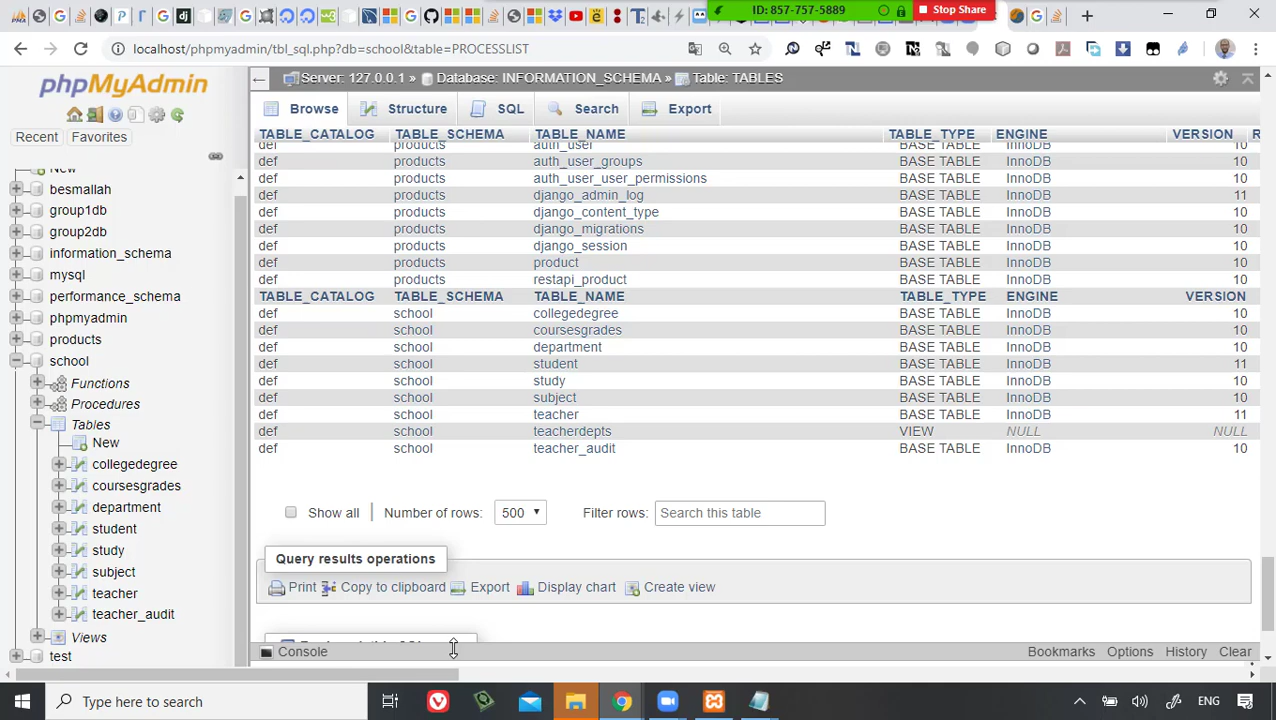 ID: 857-757-5889
Stop Share
localhost/phpmyadmin/tbl_sql.php?db=school&table=PROCESSLIST
phpMyAdmin
Server: 127.0.0.1 » Database: INFORMATION_SCHEMA » Table: TABLES
Recent
Favorites
Browse
Structure
SQL
Search
Export
New
besmallah
group1db
group2db
information_schema
mysql
performance_schema
phpmyadmin
products
school
Functions
Procedures
Tables
New
collegedegree
coursesgrades
department
student
study
subject
teacher
teacher_audit
Views
test
TABLE_CATALOG TABLE_SCHEMA TABLE_NAME TABLE_TYPE ENGINE VERSION R
def products auth_user BASE TABLE InnoDB 10
def products auth_user_groups BASE TABLE InnoDB 10
def products auth_user_user_permissions BASE TABLE InnoDB 10
def products django_admin_log BASE TABLE InnoDB 11
def products django_content_type BASE TABLE InnoDB 10
def products django_migrations BASE TABLE InnoDB 10
def products django_session BASE TABLE InnoDB 10
def products product BASE TABLE InnoDB 10
def products restapi_product BASE TABLE InnoDB 10
TABLE_CATALOG TABLE_SCHEMA TABLE_NAME TABLE_TYPE ENGINE VERSION
def school collegedegree BASE TABLE InnoDB 10
def school coursesgrades BASE TABLE InnoDB 10
def school department BASE TABLE InnoDB 10
def school student BASE TABLE InnoDB 11
def school study BASE TABLE InnoDB 10
def school subject BASE TABLE InnoDB 10
def school teacher BASE TABLE InnoDB 11
def school teacherdepts VIEW NULL NULL
def school teacher_audit BASE TABLE InnoDB 10
Show all
Number of rows: 500
Filter rows: Search this table
Query results operations
Print Copy to clipboard Export Display chart Create view
Console
Bookmarks Options History Clear
Type here to search
ENG